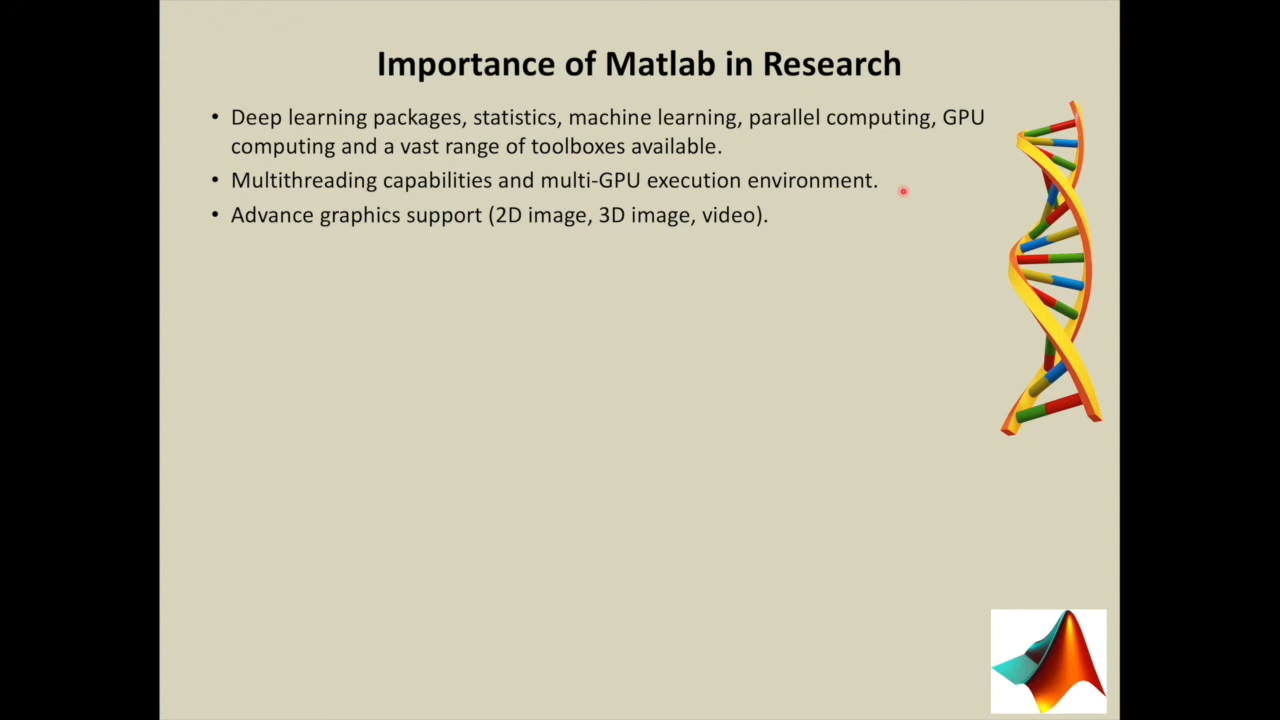 Importance of Matlab in Research
• Deep learning packages, statistics, machine learning, parallel computing, GPU
computing and a vast range of toolboxes available.
• Multithreading capabilities and multi-GPU execution environment.
• Advance graphics support (2D image, 3D image, video).